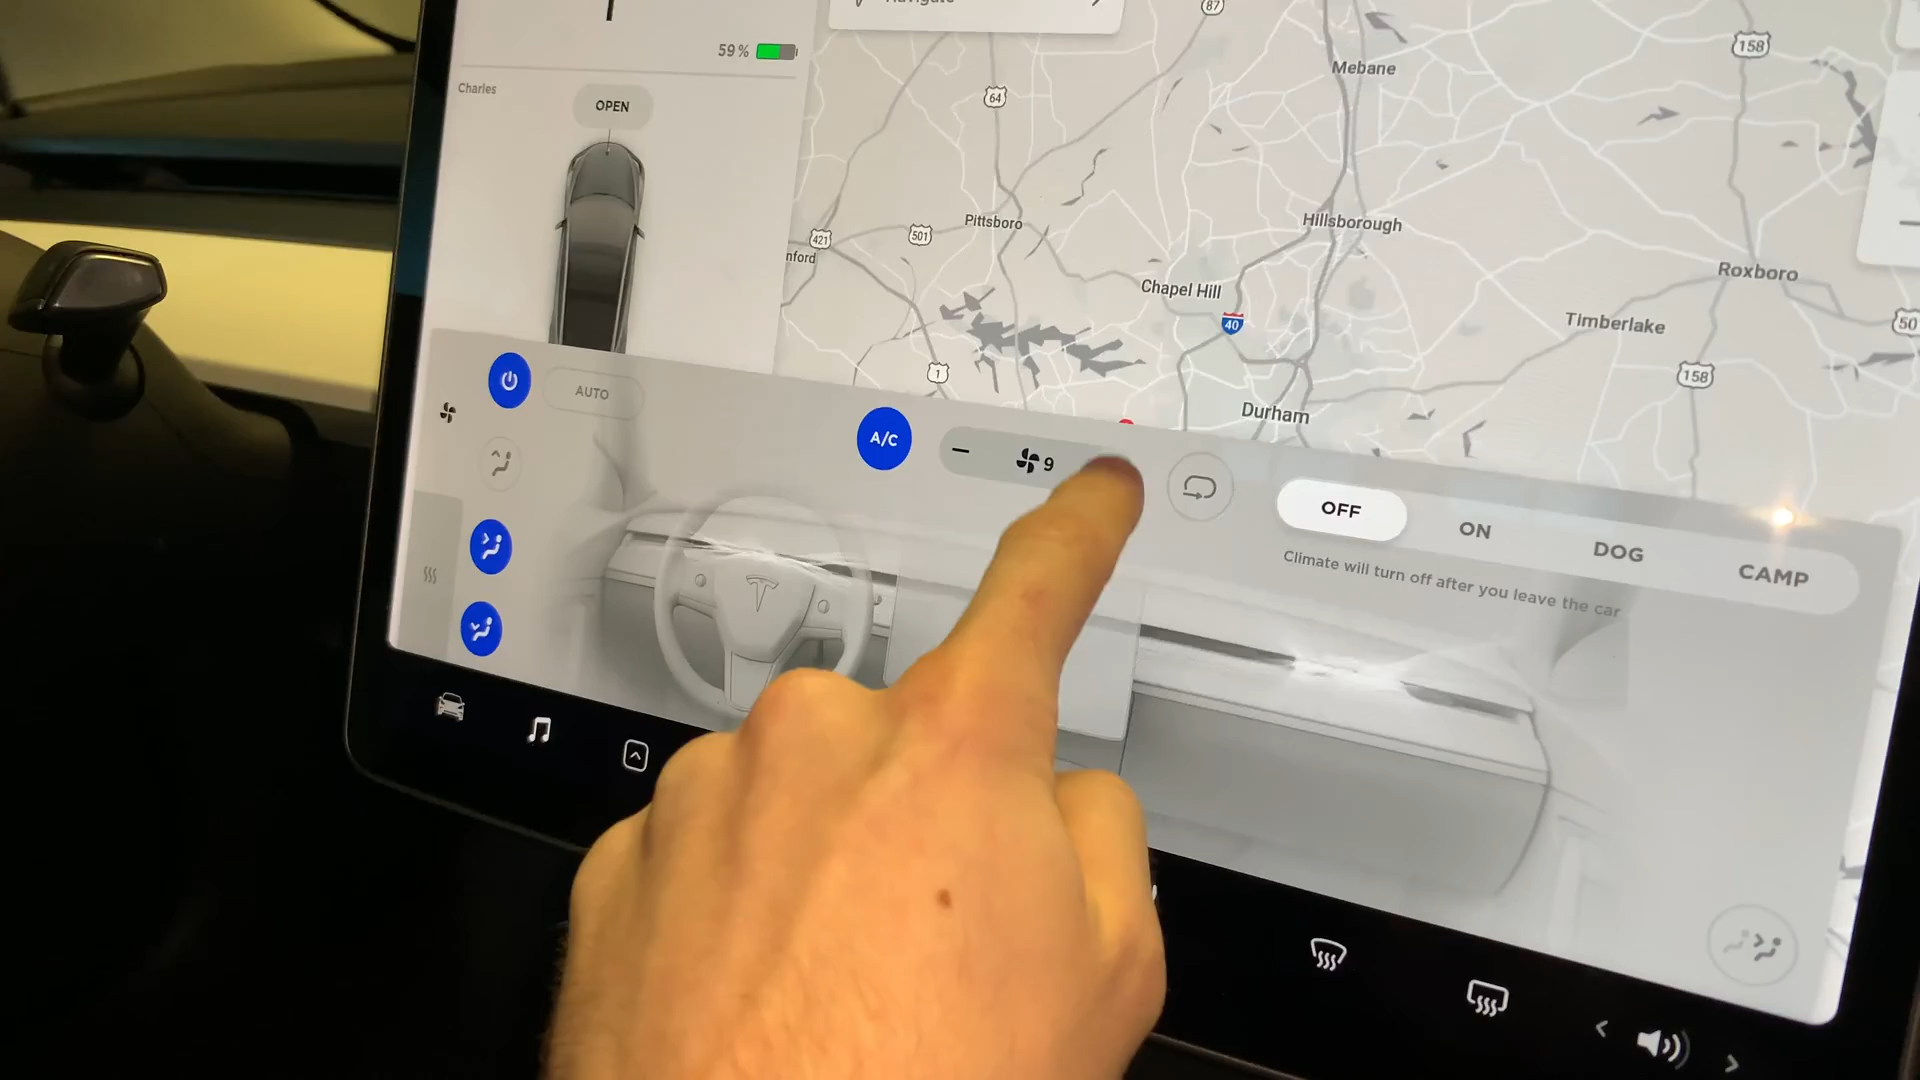 59 %
Charles
OPEN
87
158
Mebane
64
Pittsboro
421
501
nford
Hillsborough
Chapel Hill
40
Roxboro
Timberlake
50
1
158
Durham
AUTO
A/C
9
OFF
ON
DOG
CAMP
Climate will turn off after you leave the car